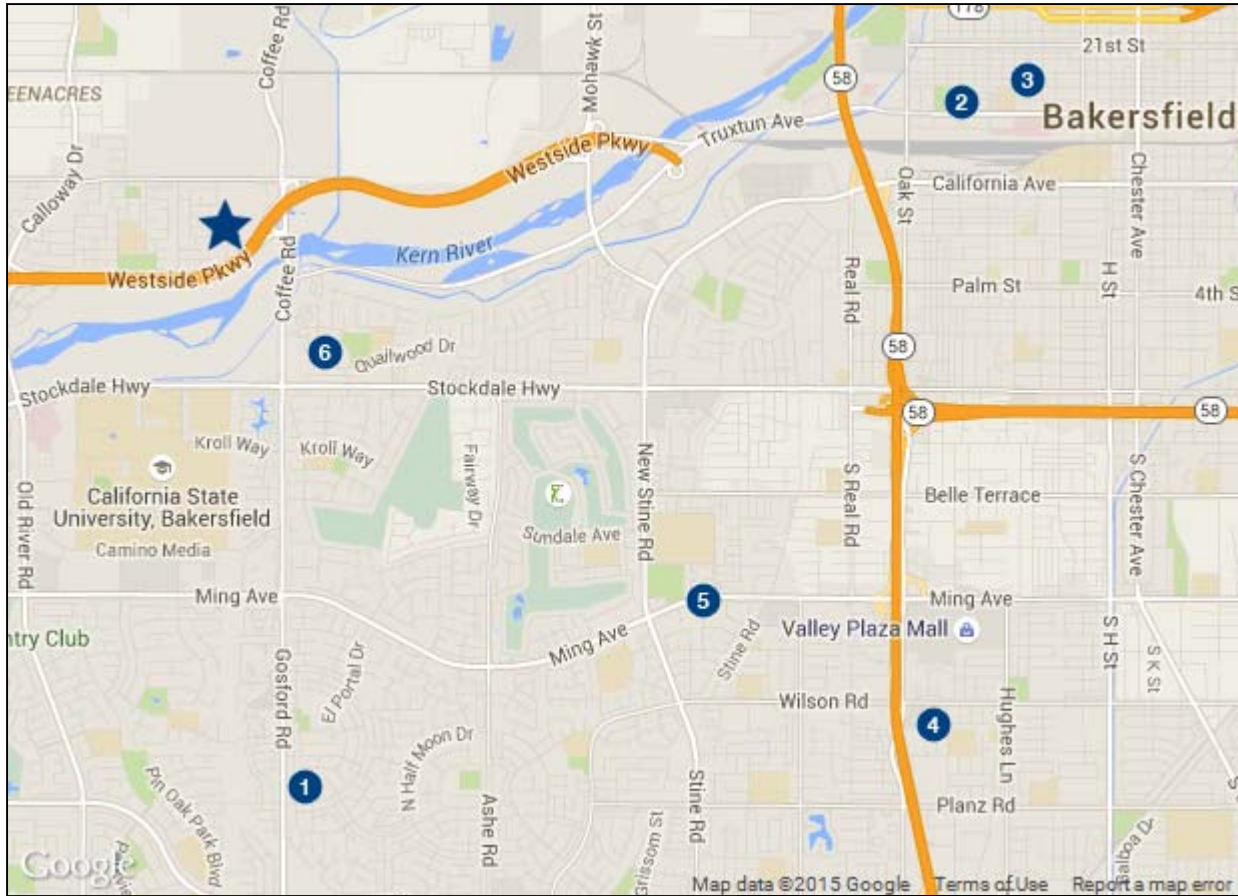 178
21st St
Coffee Rd
Mohawk St
EENACRES
58
3
2
Bakersfield
Truxtun Ave
Westside Pkwy
Calloway Dr
Oak St
California Ave
Chester Ave
Kern River
Westside Pkwy
Coffee Rd
Real Rd
Palm St
H St
4th S
6
Quailwood Dr
58
Stockdale Hwy
Stockdale Hwy
58
58
Kroll Way
Kroll Way
Fairway Dr
New Stine Rd
S Real Rd
S Chester Ave
California State
University, Bakersfield
Belle Terrace
Old River Rd
Camino Media
Sundale Ave
Ming Ave
5
Ming Ave
ntry Club
Ming Ave
Stine Rd
Valley Plaza Mall
S H St
S K St
Gosford Rd
El Portal Dr
Wilson Rd
Hughes Ln
4
N Half Moon Dr
1
Pin Oak Park Blvd
Ashe Rd
Stine Rd
Planz Rd
Grissom St
Google
Map data ©2015 Google
Terms of Use
Report a map error